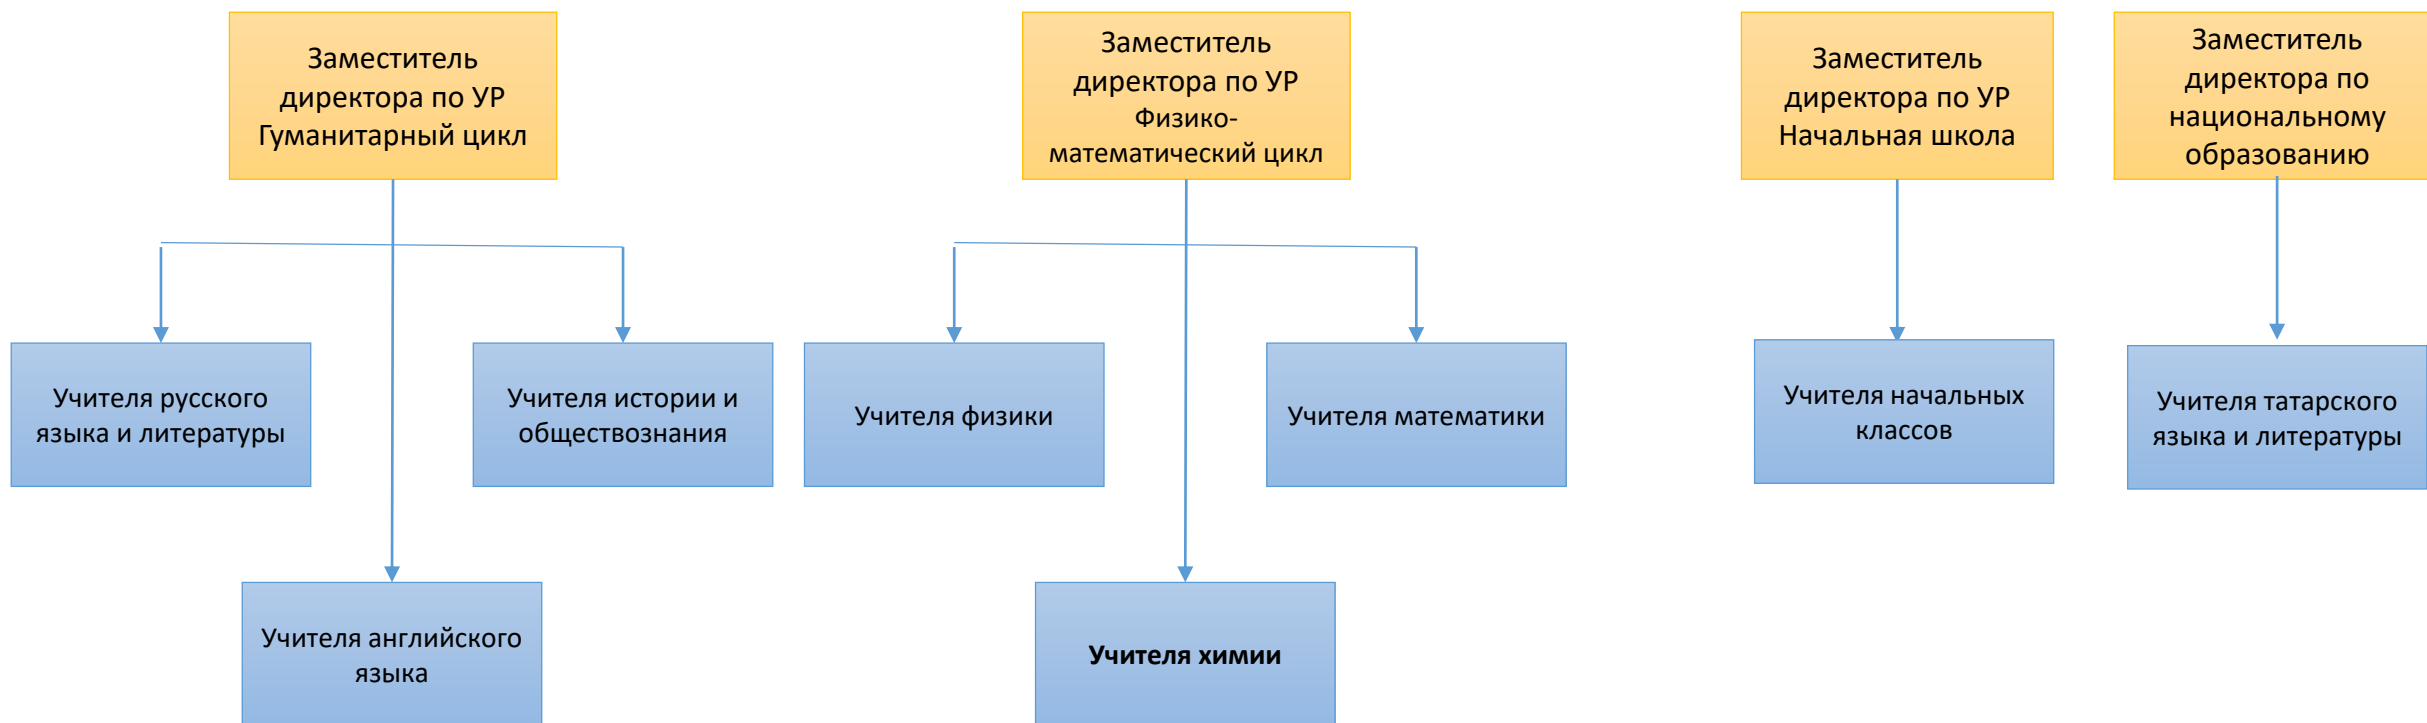 Заместитель
директора по УР
Гуманитарный цикл
Заместитель
директора по УР
Физико-
математический цикл
Заместитель
директора по УР
Начальная школа
Заместитель
директора по
национальному
образованию
Учителя русского
языка и литературы
Учителя истории и
обществознания
Учителя физики
Учителя математики
Учителя начальных
классов
Учителя татарского
языка и литературы
Учителя английского
языка
Учителя химии